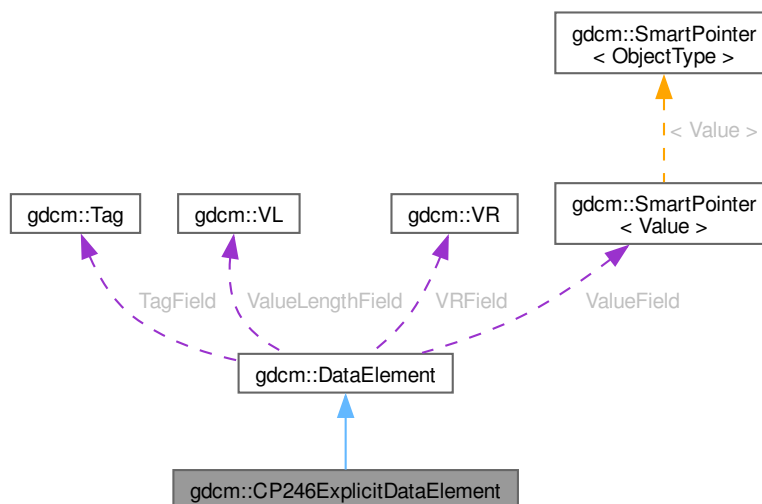 gdcm::SmartPointer
< ObjectType >
< Value >
gdcm::Tag
gdcm::VL
gdcm::VR
gdcm::SmartPointer
< Value >
TagField
ValueLengthField
VRField
ValueField
gdcm::DataElement
gdcm::CP246ExplicitDataElement